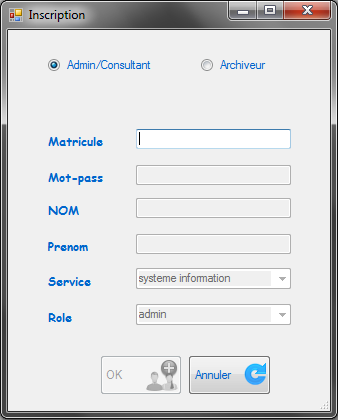 Inscription
Admin/Consultant Archiveur
Matricule
Mot-pass
NOM
Prenom
Service systeme information
Role admin
OK Annuler